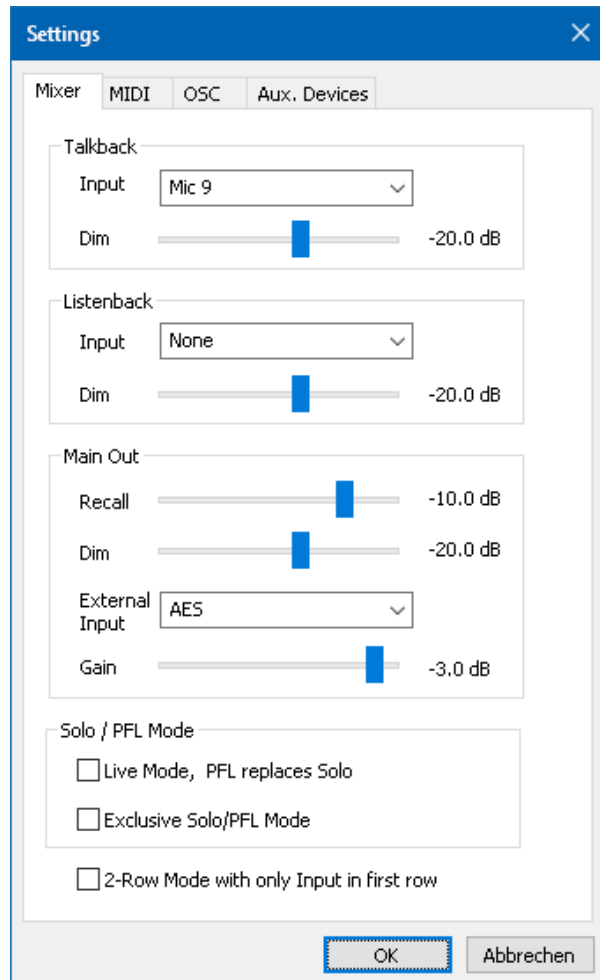 Settings
Mixer MIDI OSC Aux. Devices
Talkback
Input Mic 9
Dim -20.0 dB
Listenback
Input None
Dim -20.0 dB
Main Out
Recall -10.0 dB
Dim -20.0 dB
External
Input AES
Gain -3.0 dB
Solo / PFL Mode
Live Mode, PFL replaces Solo
Exclusive Solo/PFL Mode
2-Row Mode with only Input in first row
OK Abbrechen